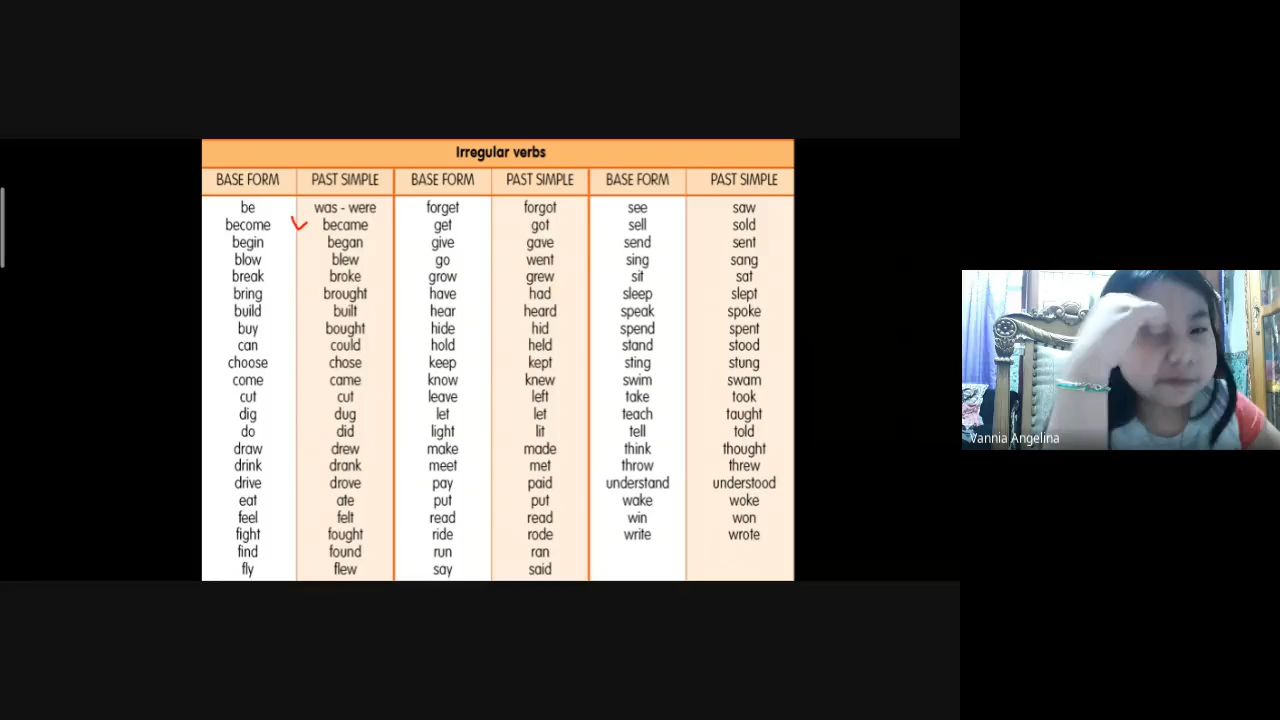 Irregular verbs
BASE FORM PAST SIMPLE BASE FORM PAST SIMPLE BASE FORM PAST SIMPLE
be was - were forget forgot see saw
become became get got sell sold
begin began give gave send sent
blow blew go went sing sang
break broke grow grew sit sat
bring brought have had sleep slept
build built hear heard speak spoke
buy bought hide hid spend spent
can could hold held stand stood
choose chose keep kept sting stung
come came know knew swim swam
cut cut leave left take took
dig dug let let teach taught
do did light lit tell told
draw drew make made think thought
drink drank meet met throw threw
drive drove pay paid understand understood
eat ate put put wake woke
feel felt read read win won
fight fought ride rode write wrote
find found run ran
fly flew say said
Vannia Angelina